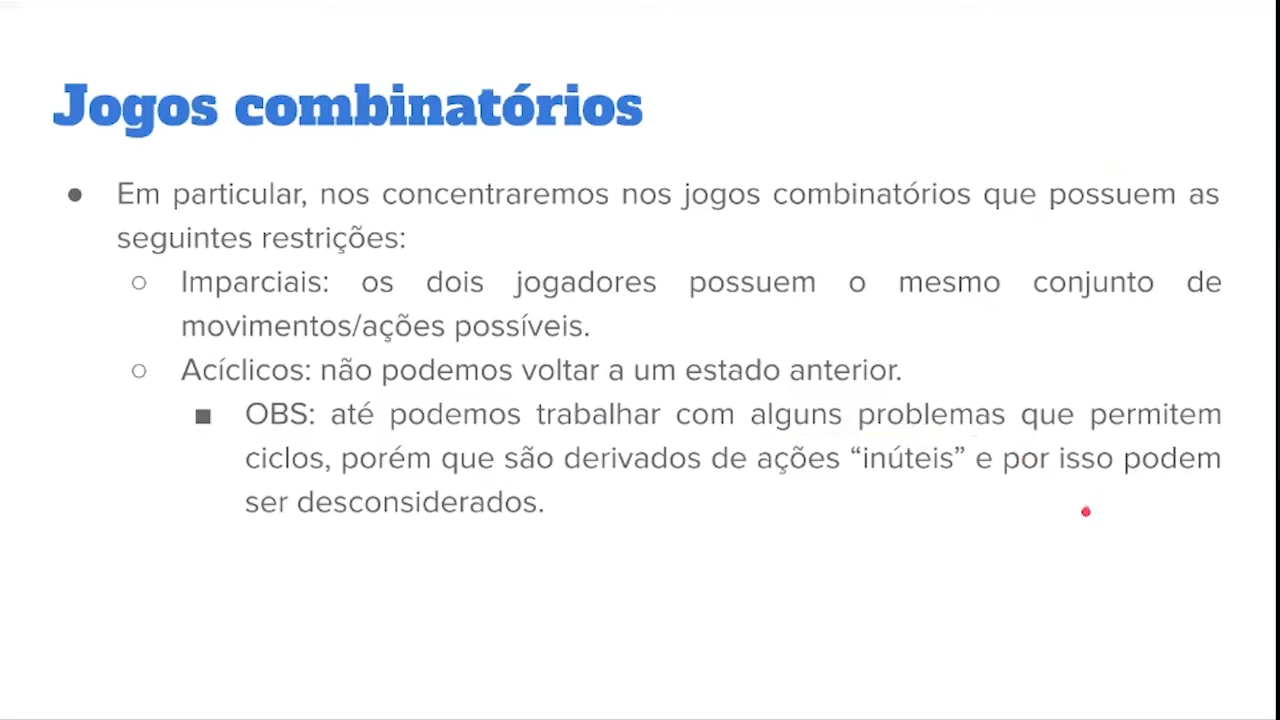 Jogos combinatórios
● Em particular, nos concentraremos nos jogos combinatórios que possuem as
seguintes restrições:
○ Imparciais: os dois jogadores possuem o mesmo conjunto de
movimentos/ações possíveis.
○ Acíclicos: não podemos voltar a um estado anterior.
■ OBS: até podemos trabalhar com alguns problemas que permitem
ciclos, porém que são derivados de ações “inúteis” e por isso podem
ser desconsiderados.